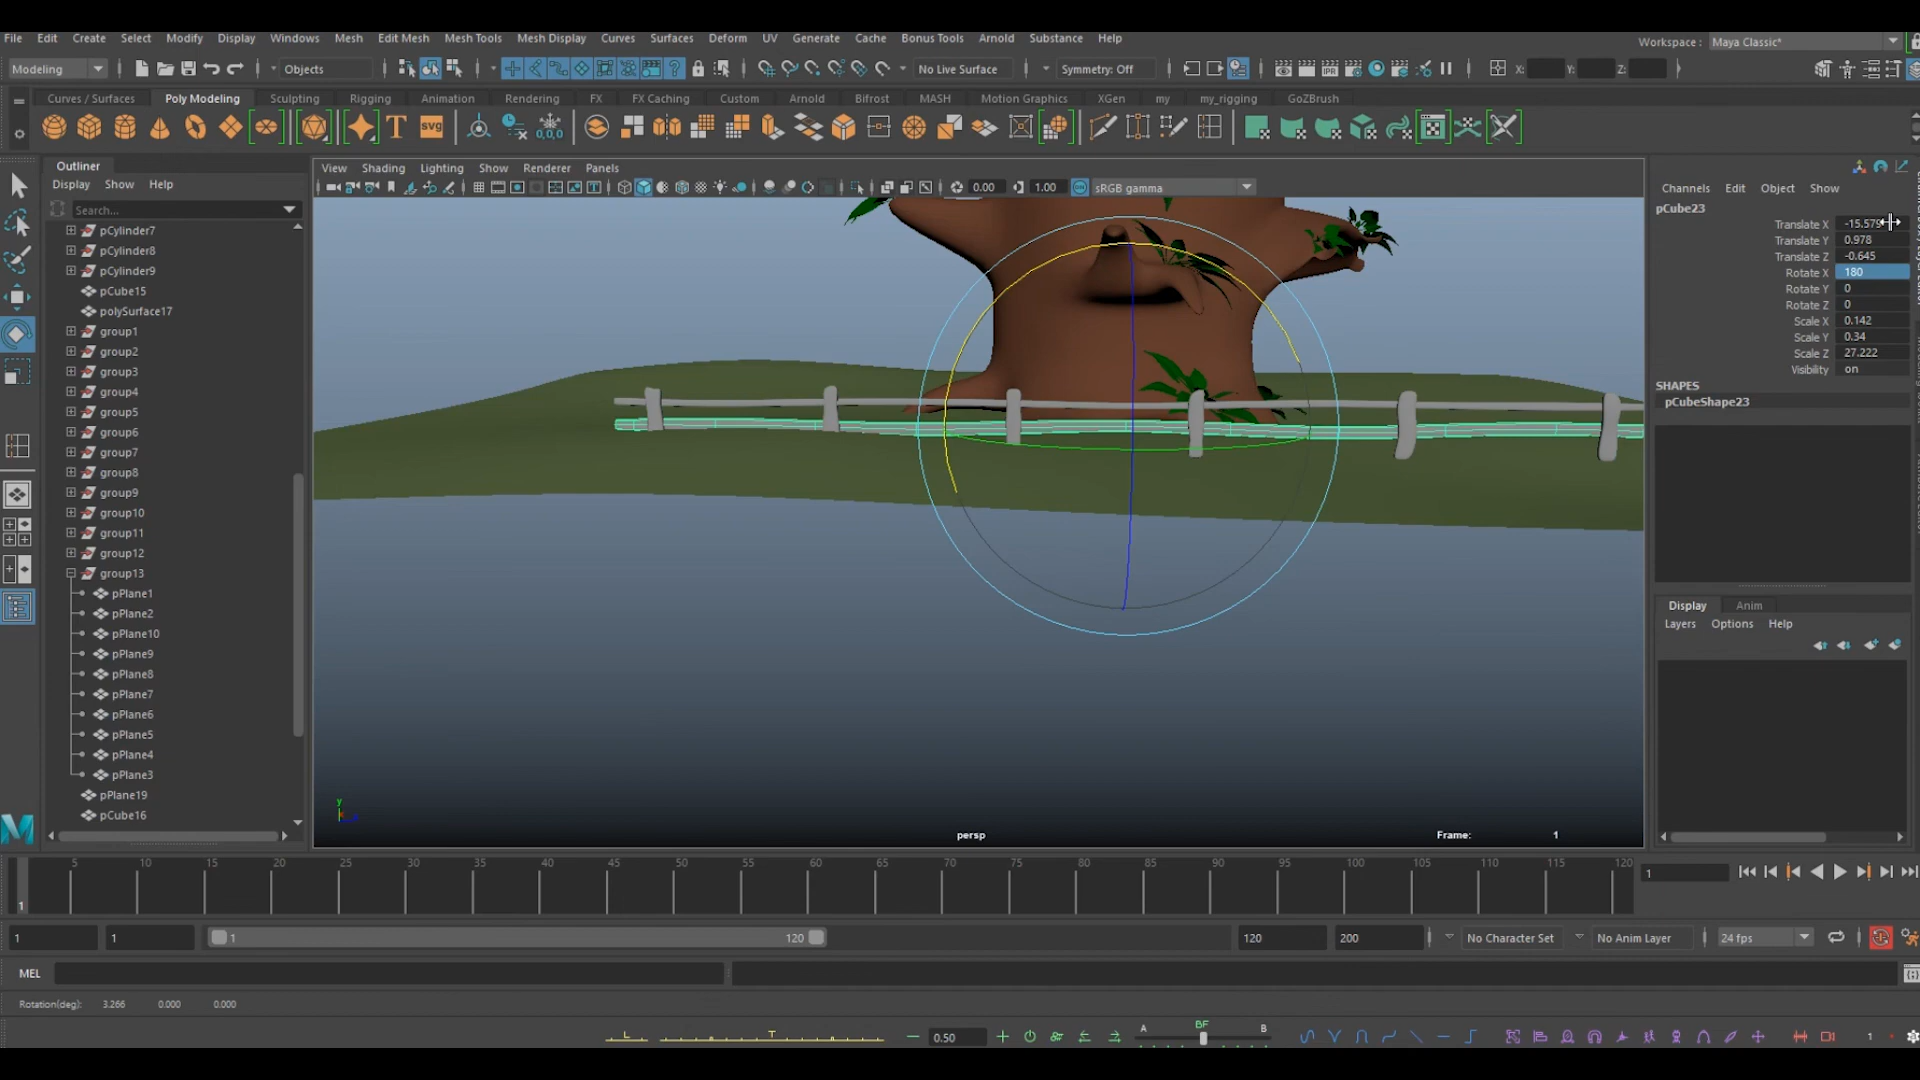 File Edit Create Select Modify Display Windows Mesh Edit Mesh Mesh Tools Mesh Display Curves Surfaces Deform UV Generate Cache Bonus Tools Arnold Substance Help
Workspace : Maya Classic*
Modeling Objects No Live Surface Symmetry: Off X: Y: Z:
Curves / Surfaces Poly Modeling Sculpting Rigging Animation Rendering FX FX Caching Custom Arnold Bifrost MASH Motion Graphics XGen my my_rigging GoZBrush
SVG
Outliner
Display Show Help
Search...
pCylinder7
pCylinder8
pCylinder9
pCube15
polySurface17
group1
group2
group3
group4
group5
group6
group7
group8
group9
group10
group11
group12
group13
pPlane1
pPlane2
pPlane10
pPlane9
pPlane8
pPlane7
pPlane6
pPlane5
pPlane4
pPlane3
pPlane19
pCube16
View Shading Lighting Show Renderer Panels
0.00 1.00 sRGB gamma
persp
Frame: 1
Channels Edit Object Show
pCube23
Translate X -15.579
Translate Y 0.978
Translate Z -0.645
Rotate X 180
Rotate Y 0
Rotate Z 0
Scale X 0.142
Scale Y 0.34
Scale Z 27.222
Visibility on
SHAPES
pCubeShape23
Display Anim
Layers Options Help
5 10 15 20 25 30 35 40 45 50 55 60 65 70 75 80 85 90 95 100 105 110 115 120
1
1
1 1 1 120 120 200 No Character Set No Anim Layer 24 fps
MEL
Rotation(deg): 3.266 0.000 0.000
L T 0.50 A BF B 1